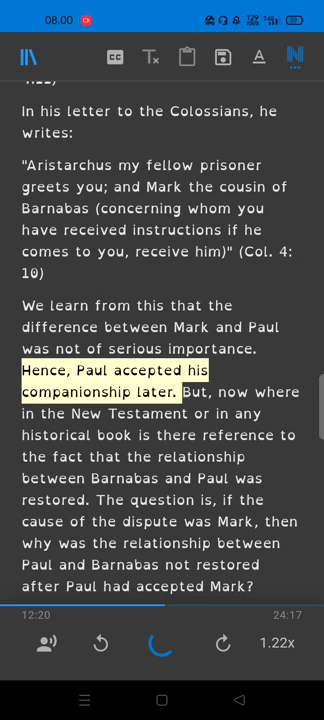 08.00
CC
4:11)
In his letter to the Colossians, he
writes:
"Aristarchus my fellow prisoner
greets you; and Mark the cousin of
Barnabas (concerning whom you
have received instructions if he
comes to you, receive him)" (Col. 4:
10)
We learn from this that the
difference between Mark and Paul
was not of serious importance.
Hence, Paul accepted his
companionship later. But, now where
in the New Testament or in any
historical book is there reference to
the fact that the relationship
between Barnabas and Paul was
restored. The question is, if the
cause of the dispute was Mark, then
why was the relationship between
Paul and Barnabas not restored
after Paul had accepted Mark?
12:20
24:17
1.22x